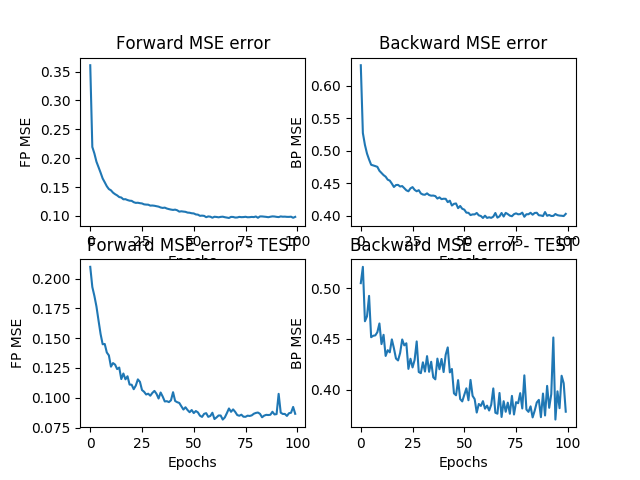 Forward MSE error
FP MSE
0.35
0.30
0.25
0.20
0.15
0.10
0 25 50 75 100
Epochs
Backward MSE error
BP MSE
0.60
0.55
0.50
0.45
0.40
0 25 50 75 100
Epochs
Forward MSE error - TEST
FP MSE
0.200
0.175
0.150
0.125
0.100
0.075
0 25 50 75 100
Epochs
Backward MSE error - TEST
BP MSE
0.50
0.45
0.40
0 25 50 75 100
Epochs